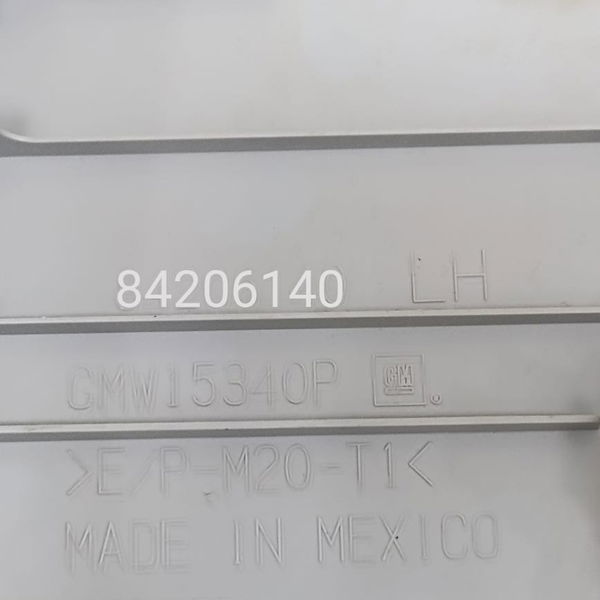 84206140 LH
GMW15340P GM
>E/P-M20-T1<
MADE IN MEXICO